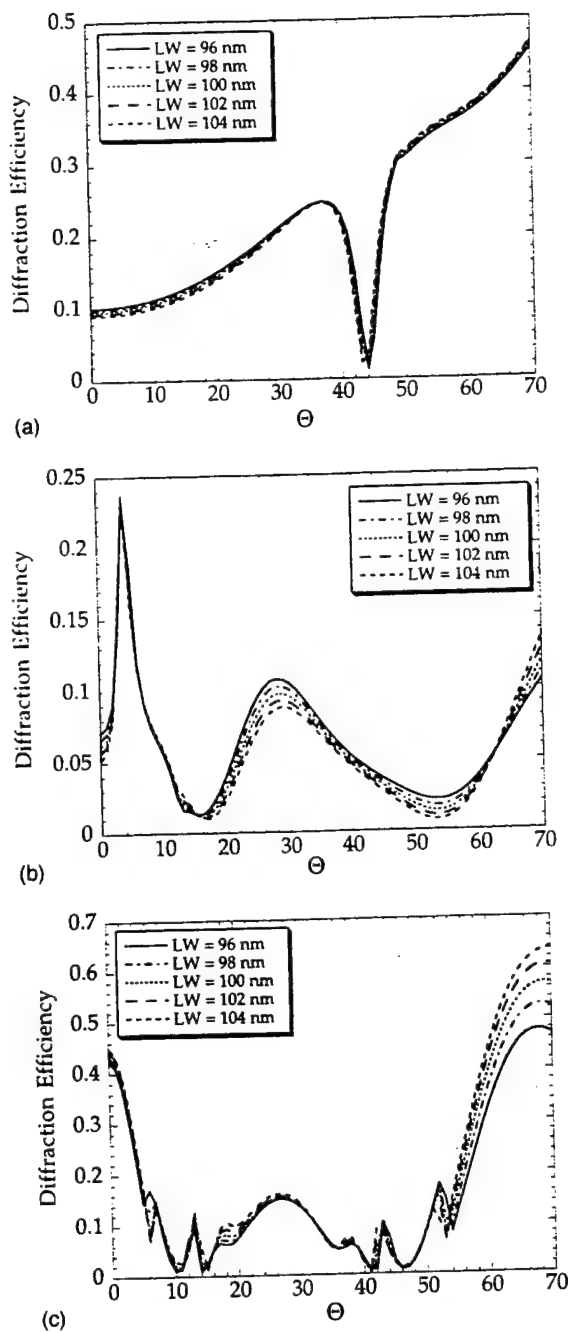 0.5
LW = 96 nm
LW = 98 nm
LW = 100 nm
LW = 102 nm
LW = 104 nm
0.4
0.3
0.2
0.1
0
Diffraction Efficiency
0 10 20 30 40 50 60 70
Θ
(a)
0.25
LW = 96 nm
LW = 98 nm
LW = 100 nm
LW = 102 nm
LW = 104 nm
0.2
0.15
0.1
0.05
0
Diffraction Efficiency
0 10 20 30 40 50 60 70
Θ
(b)
0.7
LW = 96 nm
LW = 98 nm
LW = 100 nm
LW = 102 nm
LW = 104 nm
0.6
0.5
0.4
0.3
0.2
0.1
0
Diffraction Efficiency
0 10 20 30 40 50 60 70
Θ
(c)